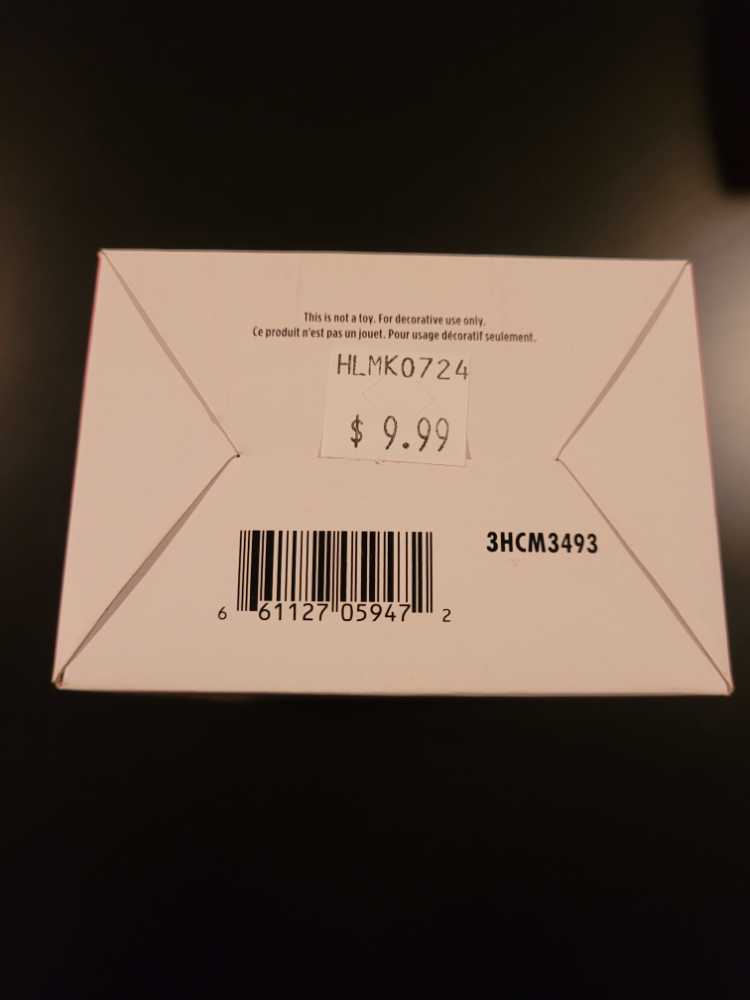 This is not a toy. For decorative use only.
Ce produit n'est pas un jouet. Pour usage décoratif seulement.
HLMK0724
$ 9.99
3HCM3493
6 61127 05947 2